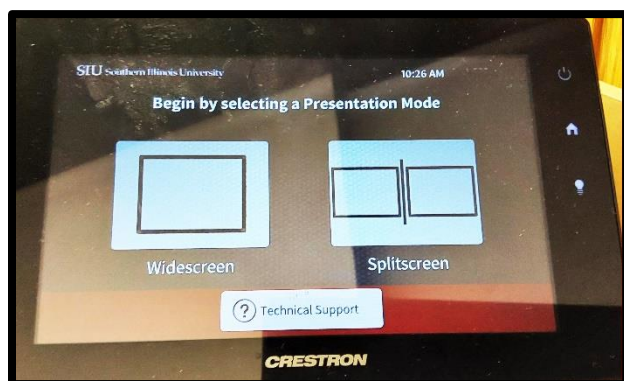 SIU Southern Illinois University
10:26 AM
Begin by selecting a Presentation Mode
Widescreen
Splitscreen
? Technical Support
CRESTRON